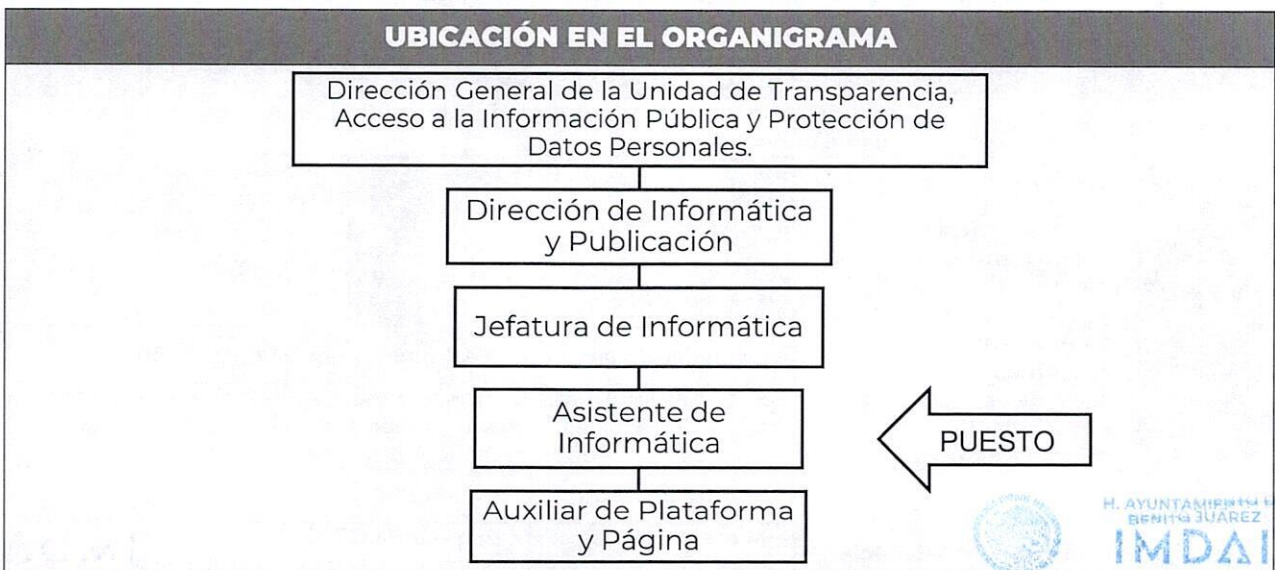 UBICACIÓN EN EL ORGANIGRAMA
Dirección General de la Unidad de Transparencia,
Acceso a la Información Pública y Protección de
Datos Personales.
Dirección de Informática
y Publicación
Jefatura de Informática
Asistente de
Informática
PUESTO
Auxiliar de Plataforma
y Página
H. AYUNTAMIENTO
BENITO JUÁREZ
IMDAI